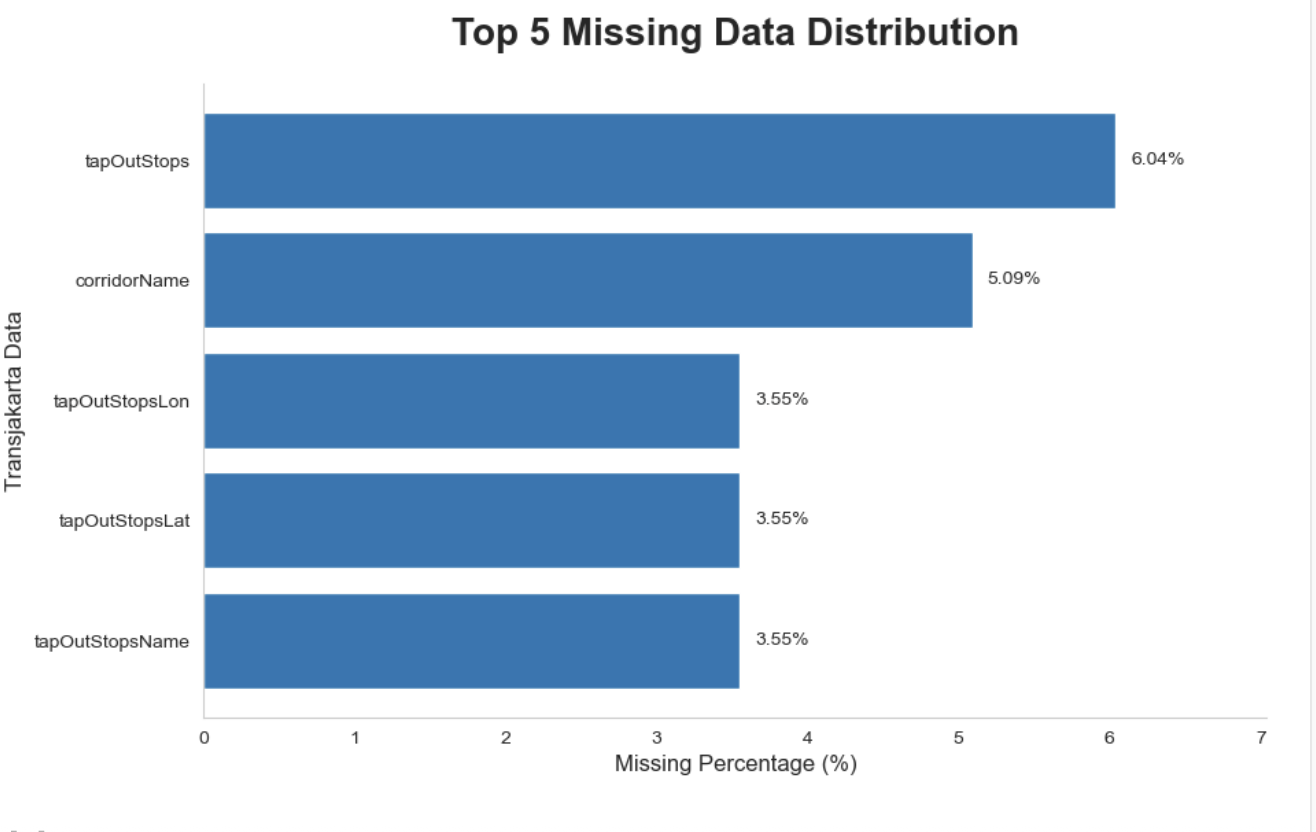 Top 5 Missing Data Distribution
tapOutStops
6.04%
corridorName
5.09%
Transjakarta Data
tapOutStopsLon
3.55%
tapOutStopsLat
3.55%
tapOutStopsName
3.55%
0 1 2 3 4 5 6 7
Missing Percentage (%)